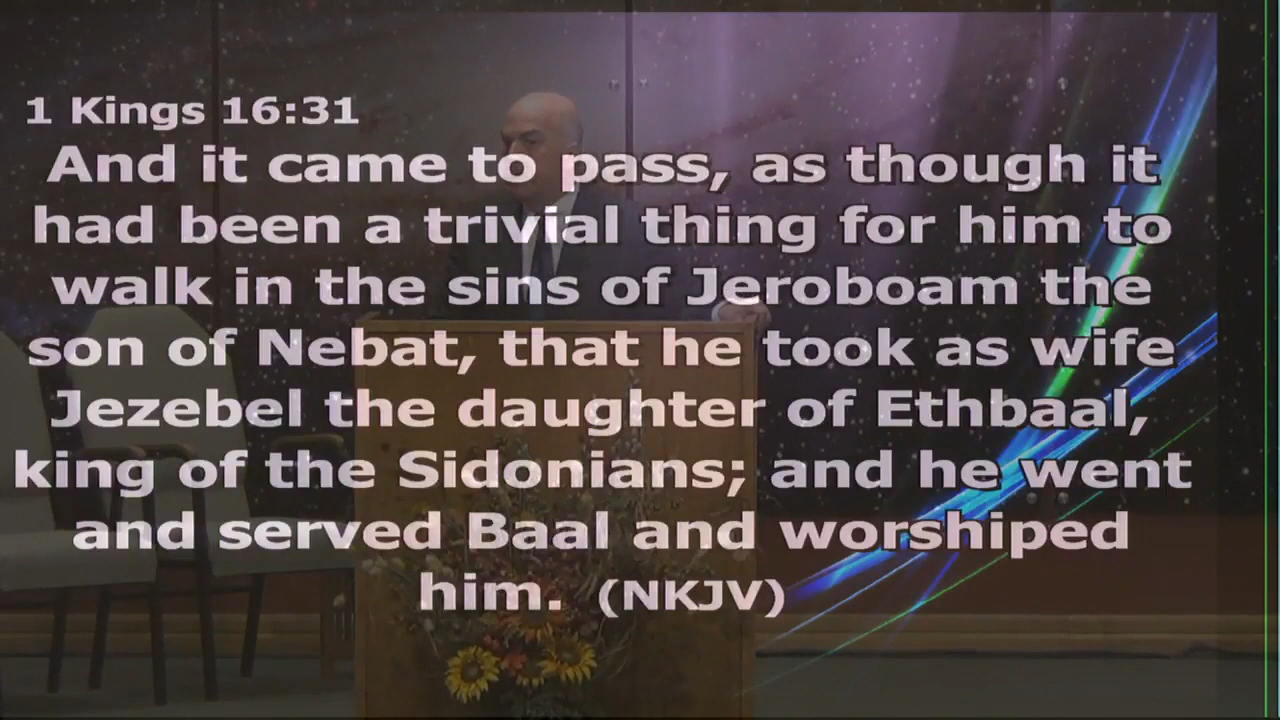 1 Kings 16:31
And it came to pass, as though it
had been a trivial thing for him to
walk in the sins of Jeroboam the
son of Nebat, that he took as wife
Jezebel the daughter of Ethbaal,
king of the Sidonians; and he went
and served Baal and worshiped
him. (NKJV)